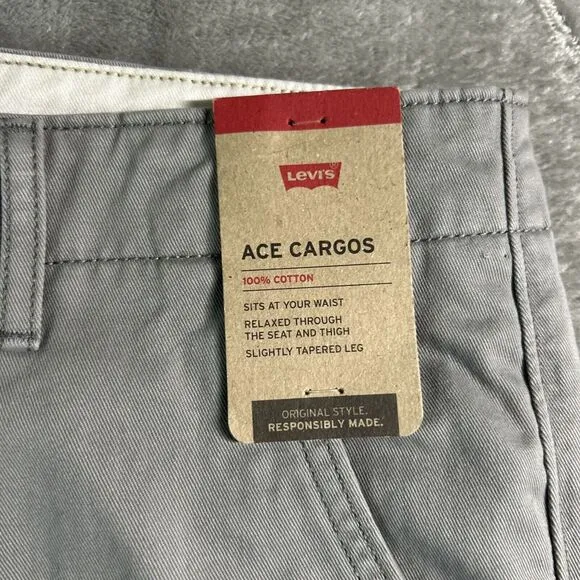 Levi's
ACE CARGOS
100% COTTON
SITS AT YOUR WAIST
RELAXED THROUGH
THE SEAT AND THIGH
SLIGHTLY TAPERED LEG
ORIGINAL STYLE.
RESPONSIBLY MADE.